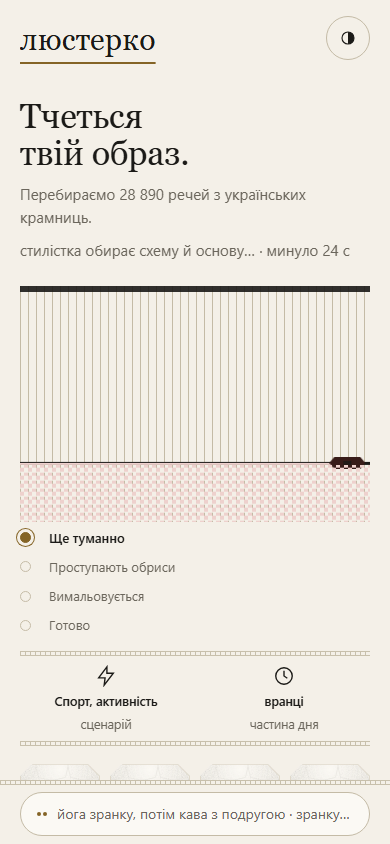 люстерко
Тчеться
твій образ.
Перебираємо 28 890 речей з українських
крамниць.
стилістка обирає схему й основу… · минуло 24 с
Ще туманно
Проступають обриси
Вимальовується
Готово
Спорт, активність
вранці
сценарій
частина дня
йога зранку, потім кава з подругою · зранку…